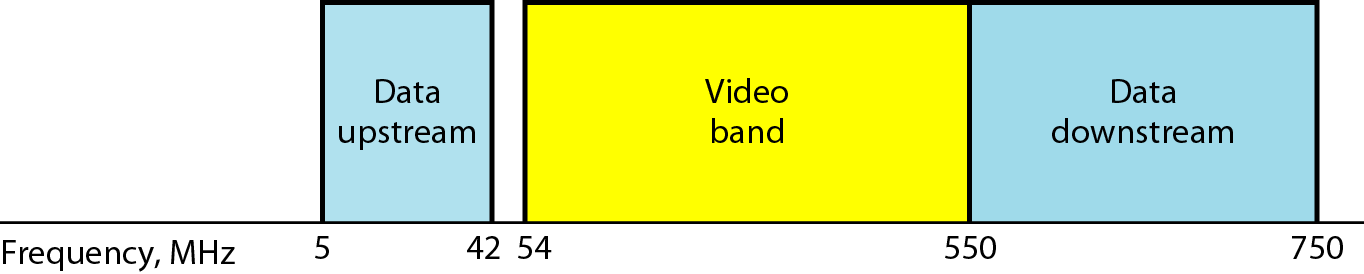 Data
upstream
Video
band
Data
downstream
Frequency, MHz 5 42 54 550 750